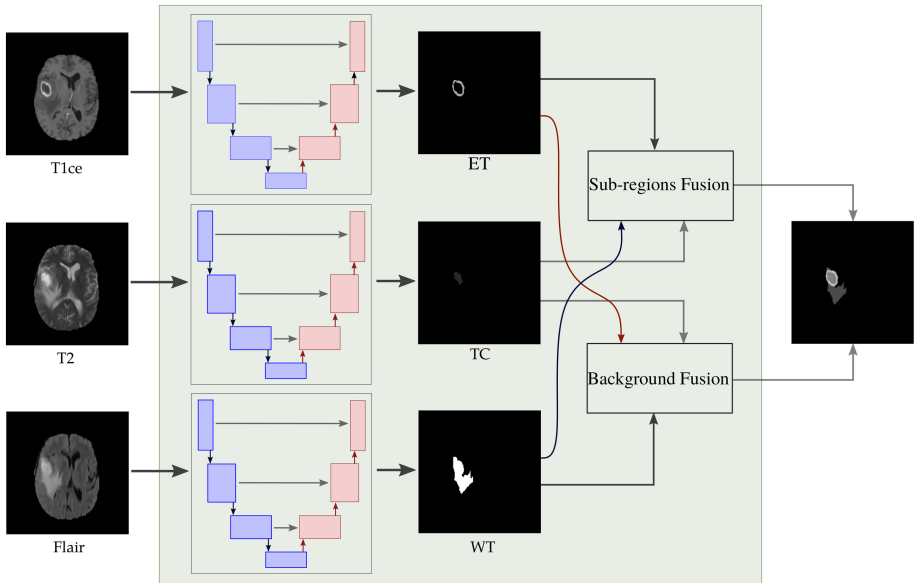 T1ce
ET
Sub-regions Fusion
T2
TC
Background Fusion
Flair
WT